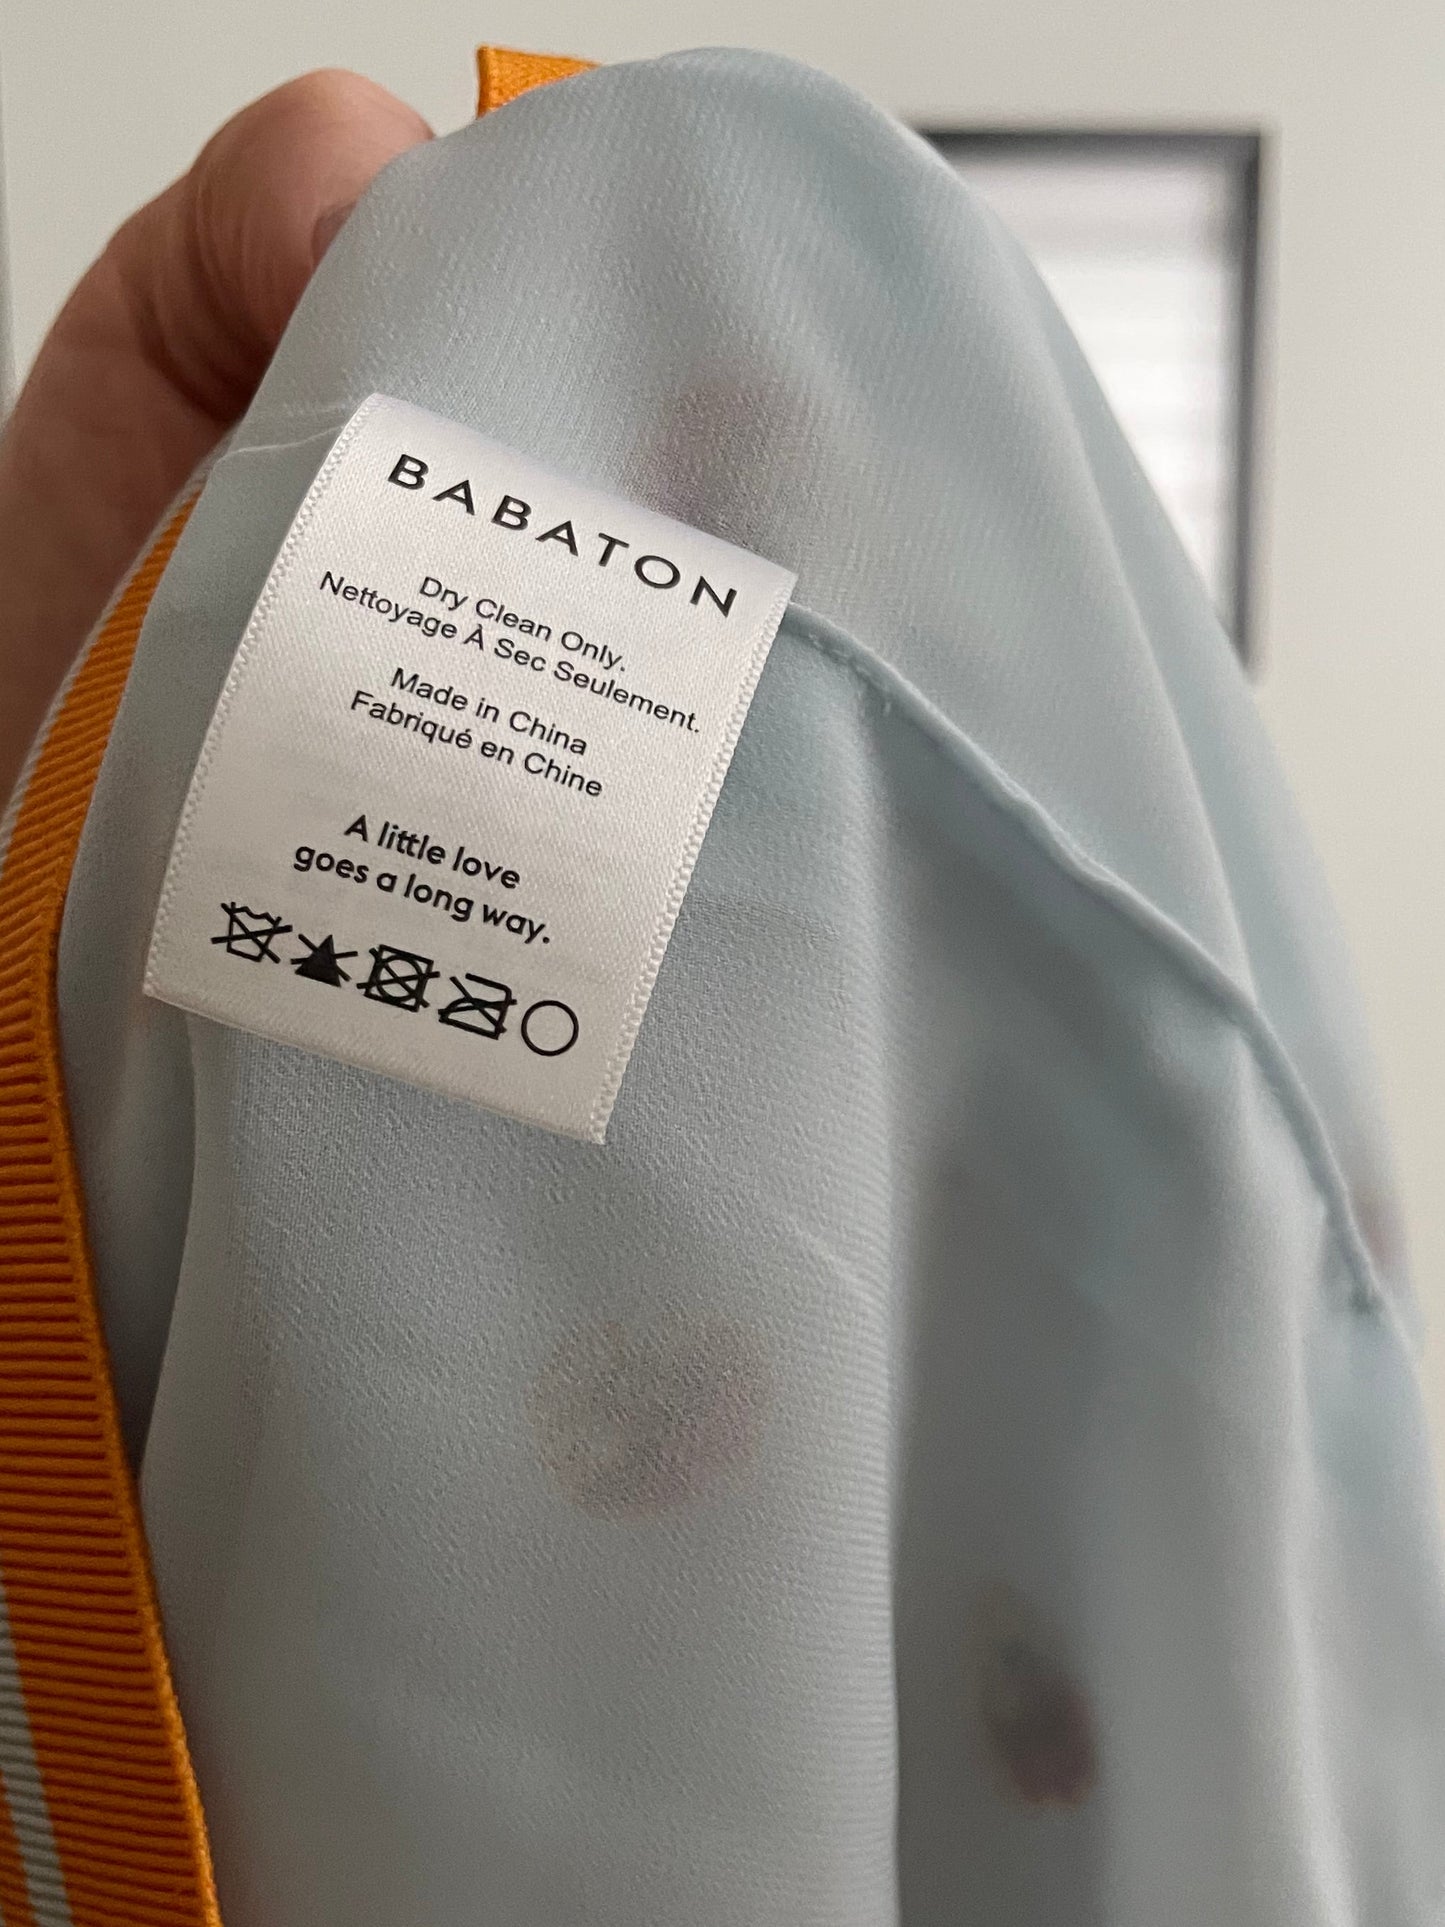 BABATON
Dry Clean Only.
Nettoyage À Sec Seulement.
Made in China
Fabriqué en Chine
A little love
goes a long way.